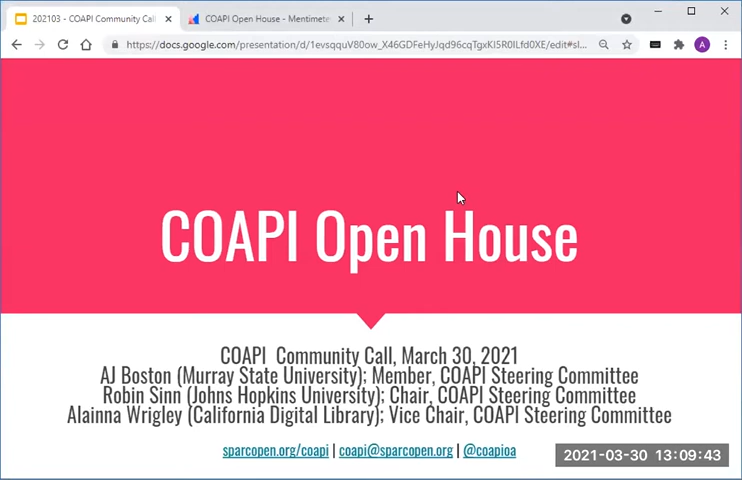 202103 - COAPI Community Call
COAPI Open House - Mentimete
https://docs.google.com/presentation/d/1evsqquV80ow_X46GDFeHyJqd96cqTgxKI5R0ILfd0XE/edit#sl...
A
COAPI Open House
COAPI Community Call, March 30, 2021
AJ Boston (Murray State University); Member, COAPI Steering Committee
Robin Sinn (Johns Hopkins University); Chair, COAPI Steering Committee
Alainna Wrigley (California Digital Library); Vice Chair, COAPI Steering Committee
sparcopen.org/coapi | coapi@sparcopen.org | @coapioa
2021-03-30 13:09:43